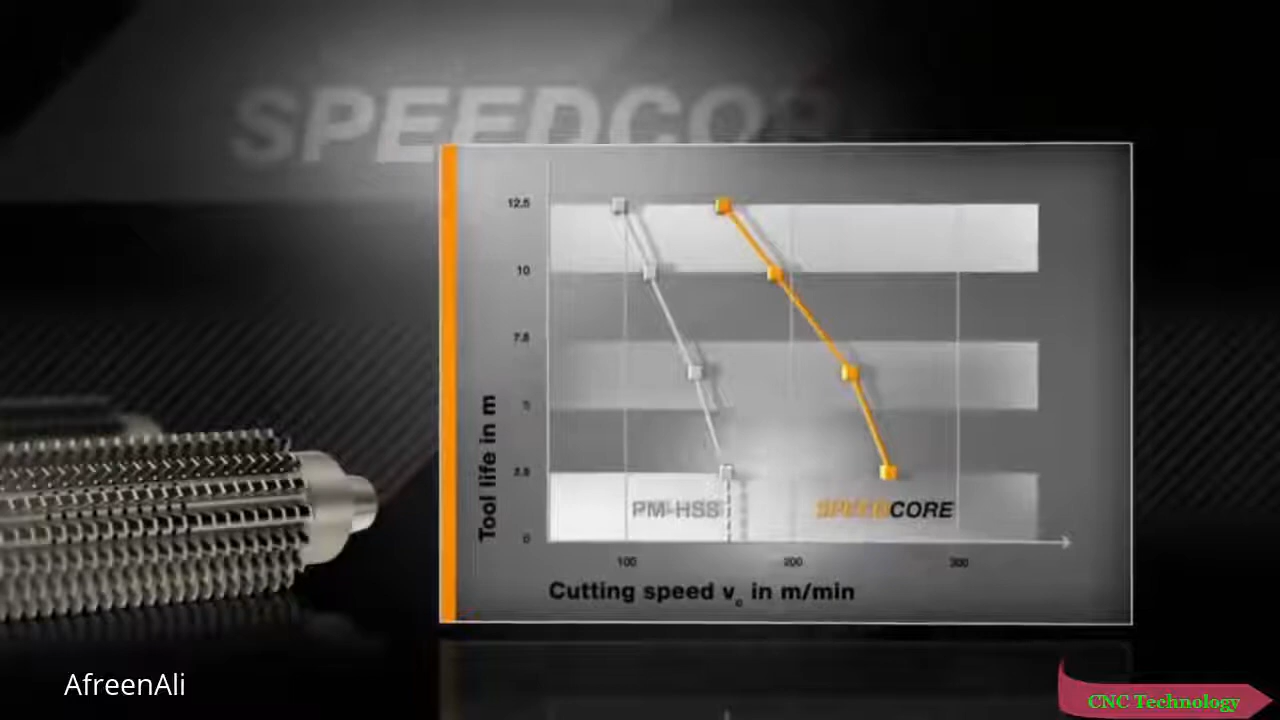 SPEEDCORE
12.5
10
7.5
5
2.5
0
Tool life in m
PM-HSS
SPEEDCORE
100
200
300
Cutting speed vc in m/min
AfreenAli
CNC Technology